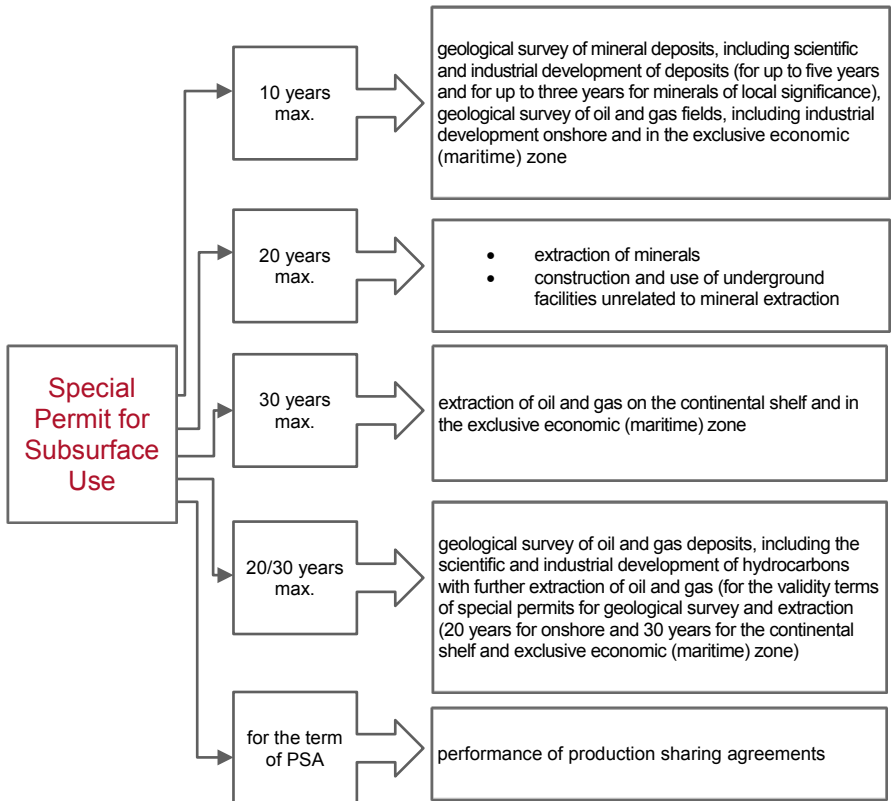 Special
Permit for
Subsurface
Use
10 years
max.
geological survey of mineral deposits, including scientific
and industrial development of deposits (for up to five years
and for up to three years for minerals of local significance),
geological survey of oil and gas fields, including industrial
development onshore and in the exclusive economic
(maritime) zone
20 years
max.
• extraction of minerals
• construction and use of underground
facilities unrelated to mineral extraction
30 years
max.
extraction of oil and gas on the continental shelf and in
the exclusive economic (maritime) zone
20/30 years
max.
geological survey of oil and gas deposits, including the
scientific and industrial development of hydrocarbons
with further extraction of oil and gas (for the validity terms
of special permits for geological survey and extraction
(20 years for onshore and 30 years for the continental
shelf and exclusive economic (maritime) zone)
for the term
of PSA
performance of production sharing agreements